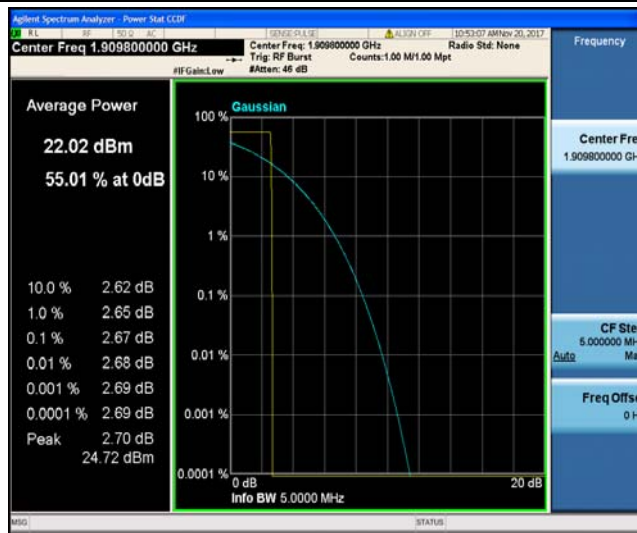 Agilent Spectrum Analyzer - Power Stat CCDF
RL RF 50 Ω AC SENSE:PULSE ALIGN OFF 10:53:07 AM Nov 20, 2017
Center Freq 1.909800000 GHz
Center Freq: 1.909800000 GHz Radio Std: None
Trig: RF Burst Counts:1.00 M/1.00 Mpt
#IFGain:Low #Atten: 46 dB
Frequency
Average Power
22.02 dBm
55.01 % at 0dB
10.0 % 2.62 dB
1.0 % 2.65 dB
0.1 % 2.67 dB
0.01 % 2.68 dB
0.001 % 2.69 dB
0.0001 % 2.69 dB
Peak 2.70 dB
24.72 dBm
Gaussian
100 %
10 %
1 %
0.1 %
0.01 %
0.001 %
0.0001 %
0 dB 20 dB
Info BW 5.0000 MHz
Center Fre
1.909800000 GH
CF Ste
5.000000 MH
Auto Ma
Freq Offse
0 H
MSG STATUS